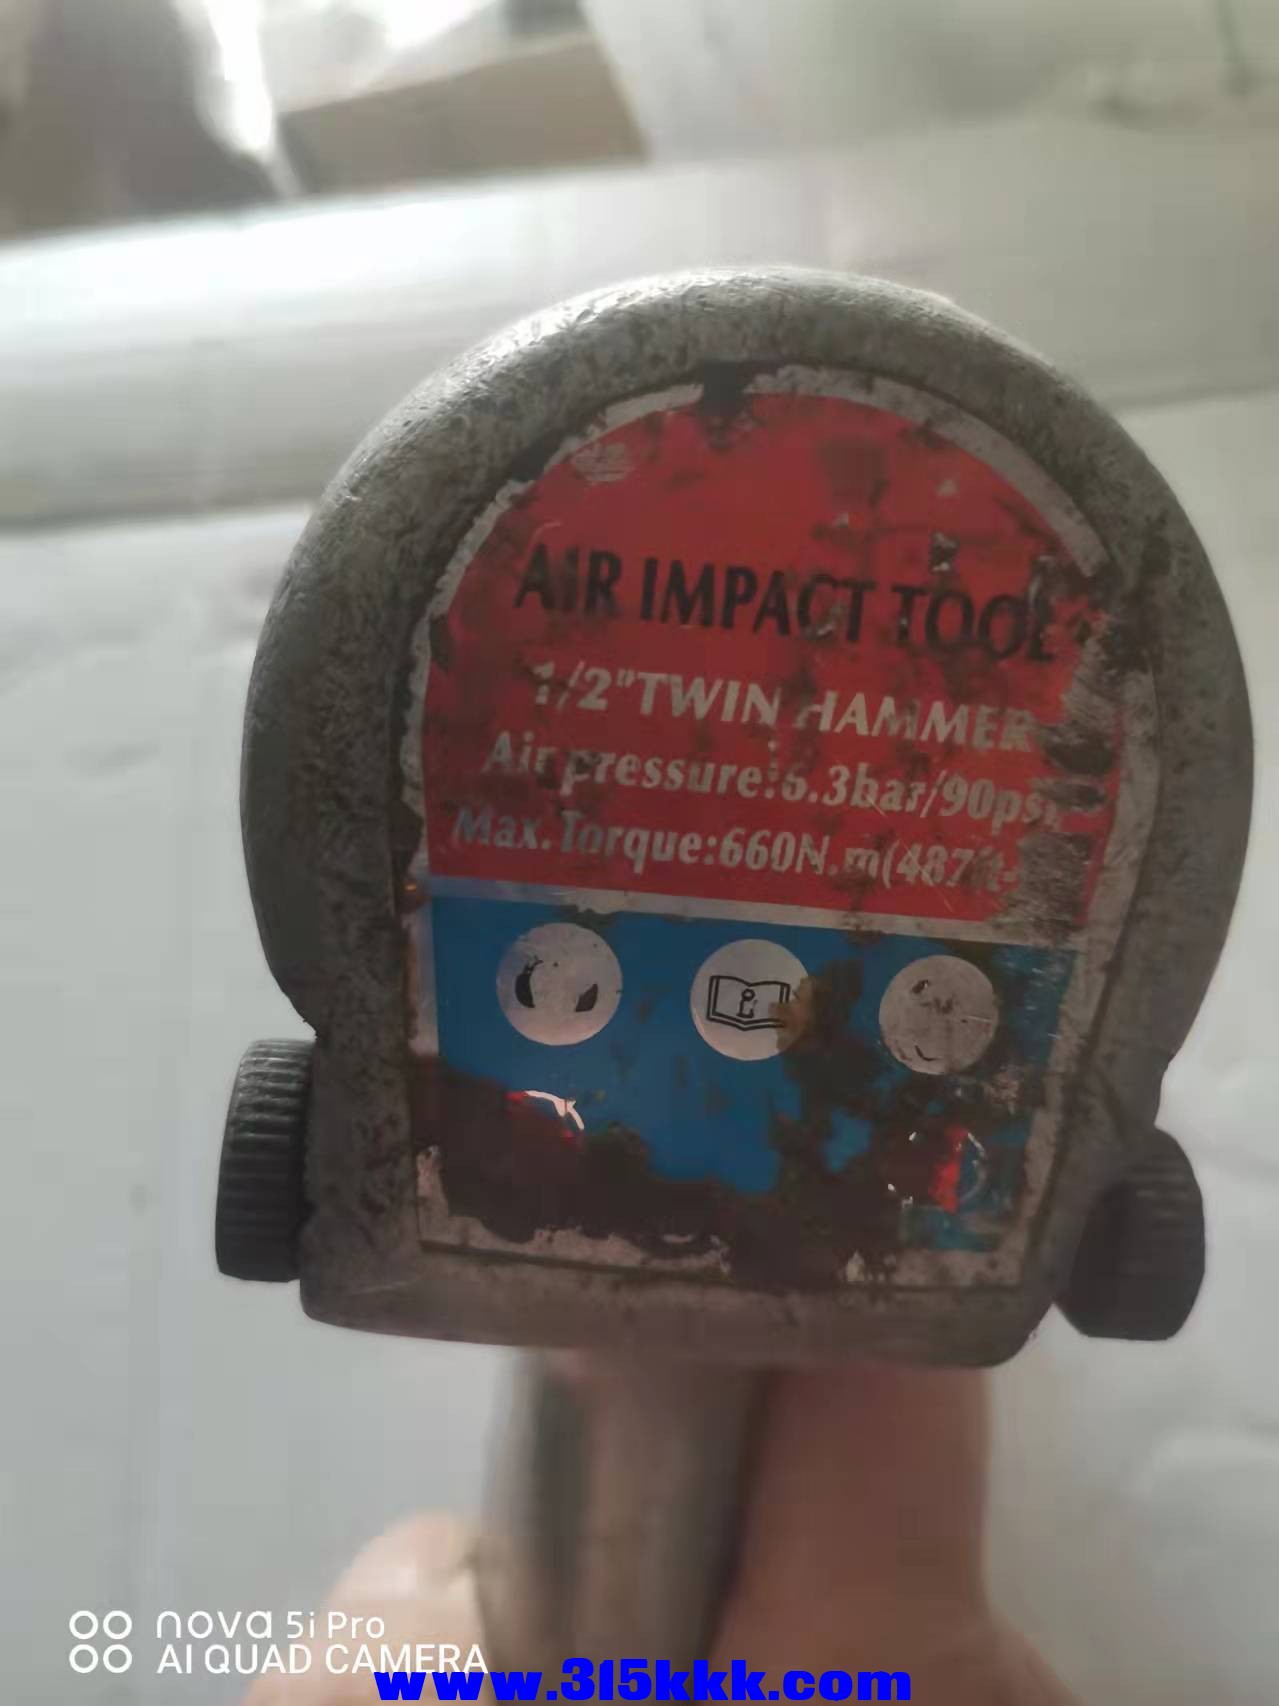 AIR IMPACT TOOL
1/2"TWIN HAMMER
Air pressure:6.3bar/90psi
Max. Torque:660N.m(487ft-
i
nova 5i Pro
AI QUAD CAMERA
www.315kkk.com